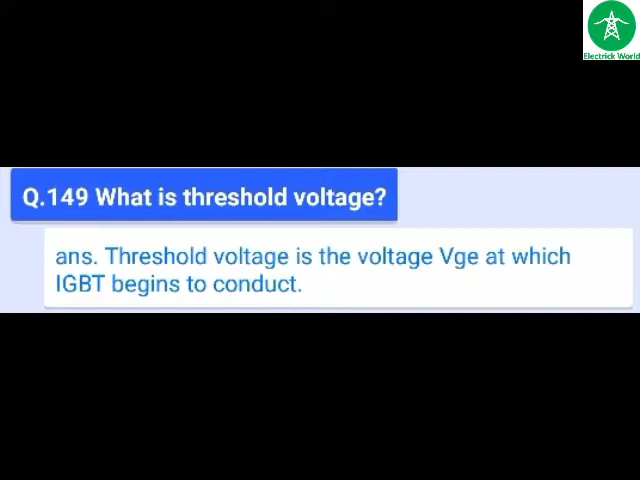 Electrick World
Q.149 What is threshold voltage?
ans. Threshold voltage is the voltage Vge at which
IGBT begins to conduct.